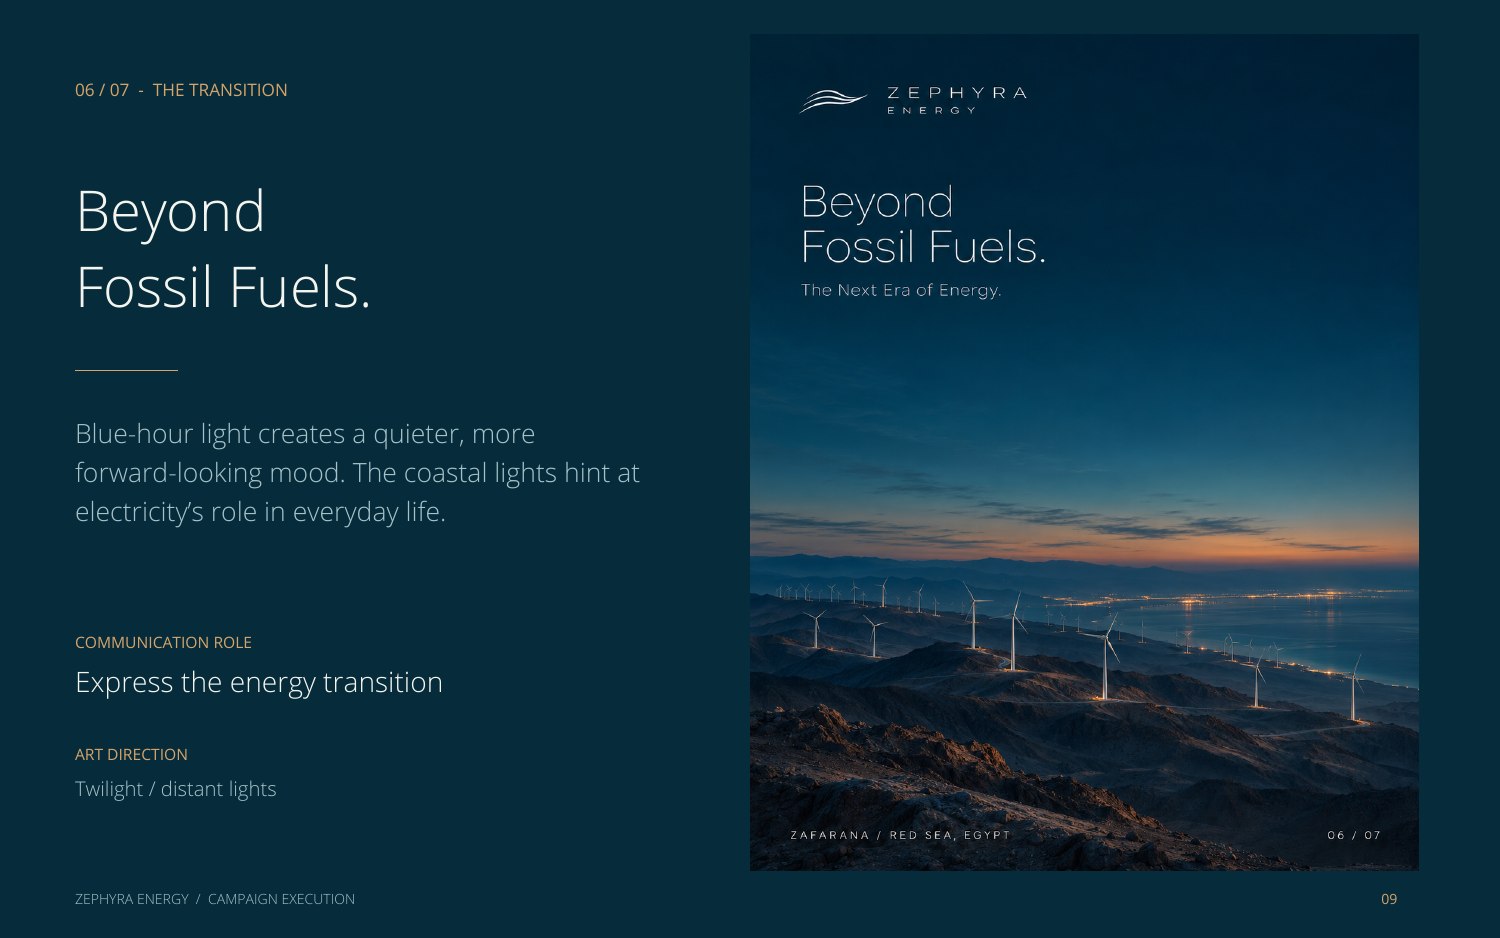 06 / 07 - THE TRANSITION
Beyond
Fossil Fuels.
Blue-hour light creates a quieter, more
forward-looking mood. The coastal lights hint at
electricity’s role in everyday life.
COMMUNICATION ROLE
Express the energy transition
ART DIRECTION
Twilight / distant lights
ZEPHYRA ENERGY / CAMPAIGN EXECUTION
ZEPHYRA
ENERGY
Beyond
Fossil Fuels.
The Next Era of Energy.
ZAFARANA / RED SEA, EGYPT
06 / 07
09